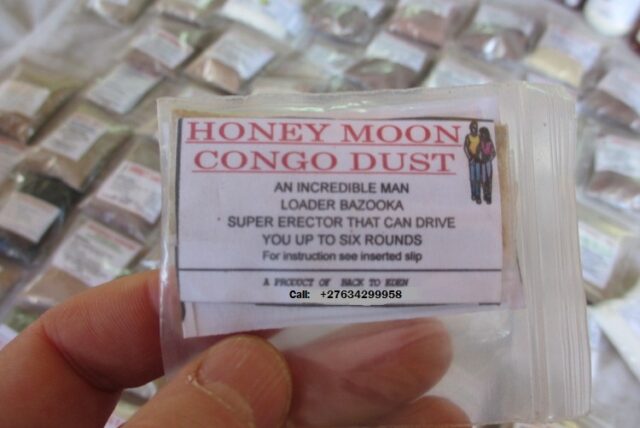 HONEY MOON
CONGO DUST
AN INCREDIBLE MAN
LOADER BAZOOKA
SUPER ERECTOR THAT CAN DRIVE
YOU UP TO SIX ROUNDS
For instruction see inserted slip
A PRODUCT OF BACK TO EDEN
Call: +27634299958